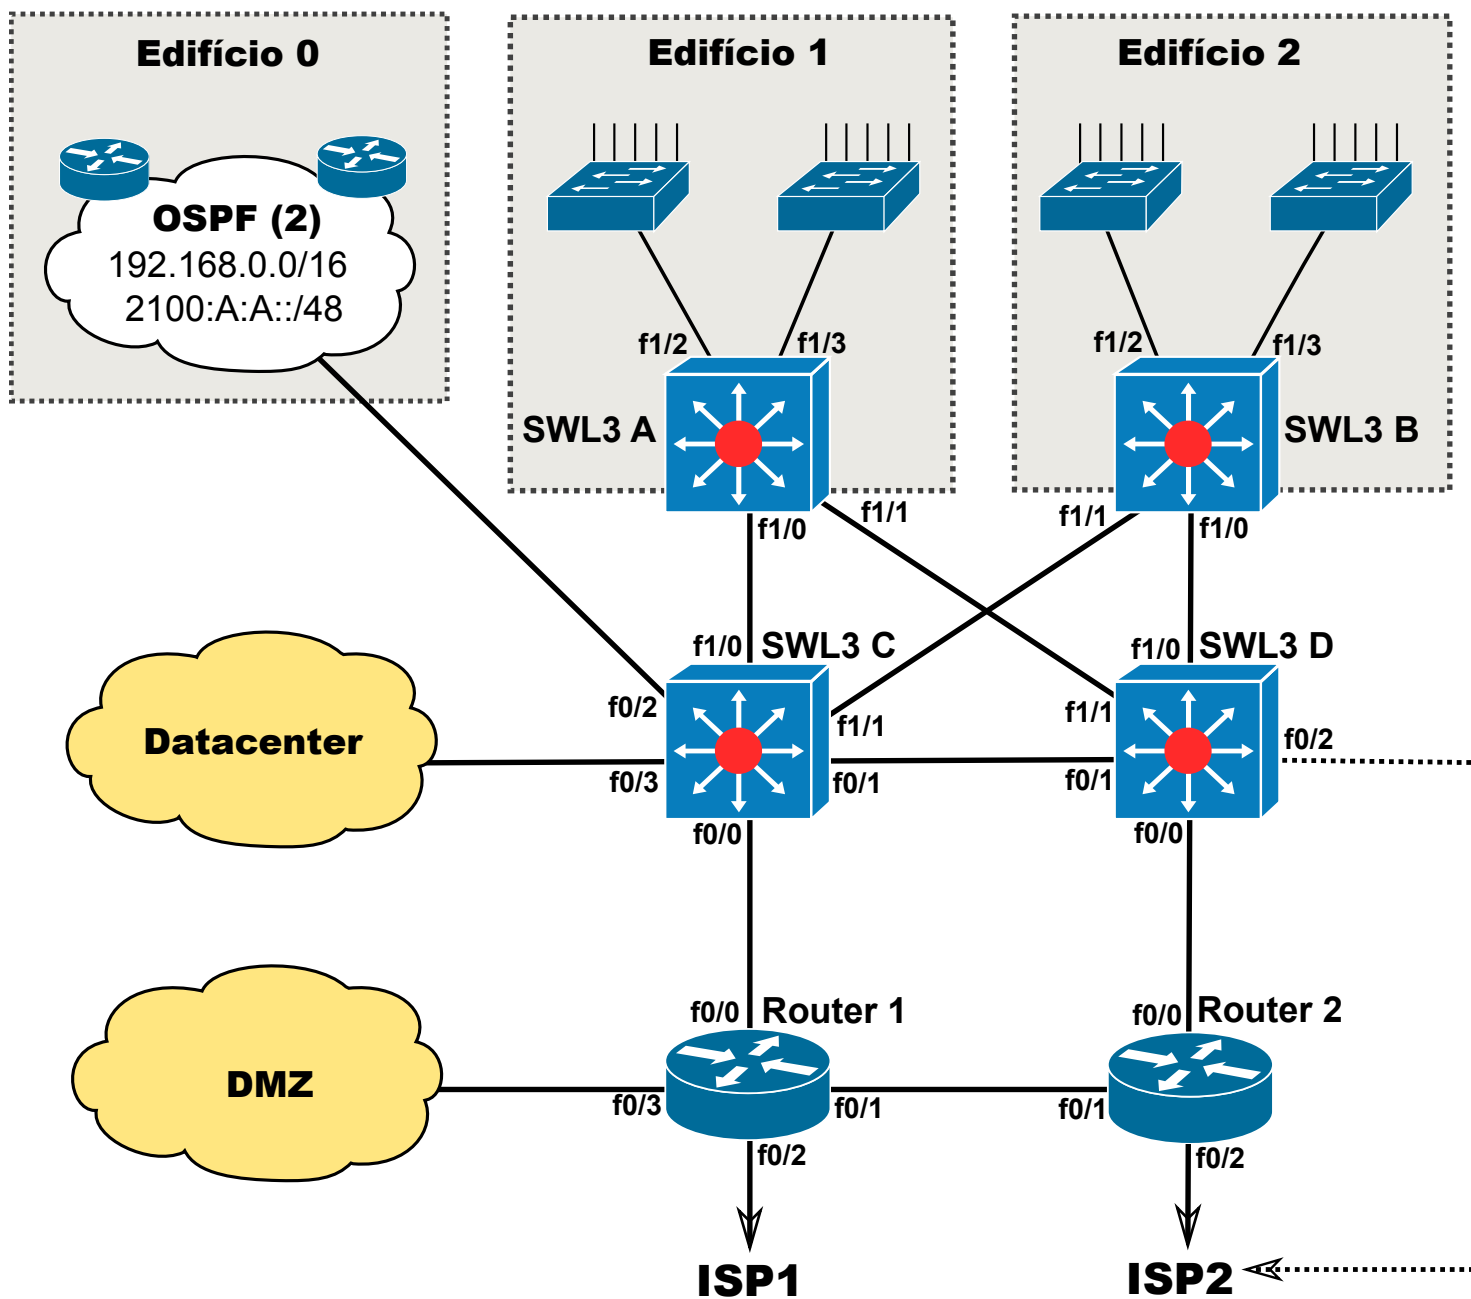 Edifício 0
Edifício 1
Edifício 2
OSPF (2)
192.168.0.0/16
2100:A:A::/48
f1/2
f1/3
f1/2
f1/3
SWL3 A
SWL3 B
f1/0
f1/1
f1/1
f1/0
f1/0
SWL3 C
f1/0
SWL3 D
f0/2
f1/1
f1/1
f0/2
Datacenter
f0/3
f0/1
f0/1
f0/0
f0/0
f0/0
Router 1
f0/0
Router 2
DMZ
f0/3
f0/1
f0/1
f0/2
f0/2
ISP1
ISP2